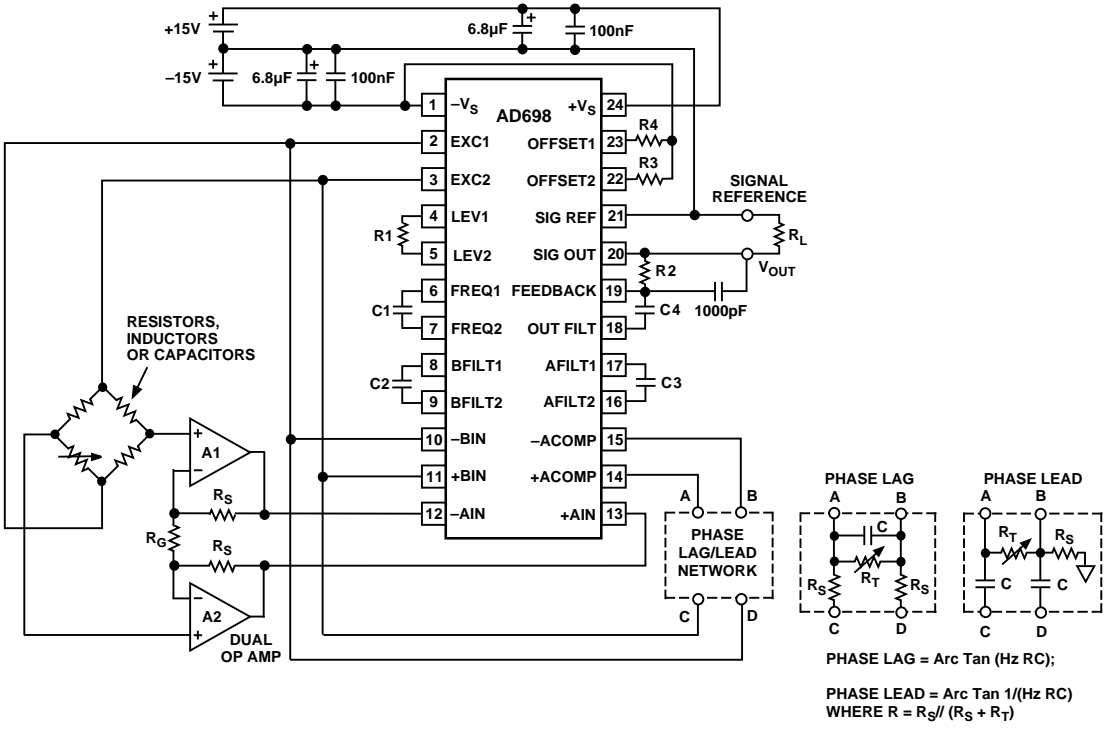 +15V
–15V
6.8µF
100nF
6.8µF
100nF
AD698
1 –VS
2 EXC1
3 EXC2
4 LEV1
5 LEV2
6 FREQ1
7 FREQ2
8 BFILT1
9 BFILT2
10 –BIN
11 +BIN
12 –AIN
+VS 24
OFFSET1 23
OFFSET2 22
SIG REF 21
SIG OUT 20
FEEDBACK 19
OUT FILT 18
AFILT1 17
AFILT2 16
–ACOMP 15
+ACOMP 14
+AIN 13
R1
C1
C2
R4
R3
SIGNAL
REFERENCE
RL
VOUT
R2
C4
1000pF
C3
RESISTORS,
INDUCTORS
OR CAPACITORS
+
A1
–
RS
RG
RS
–
A2
+
DUAL
OP AMP
A
B
PHASE
LAG/LEAD
NETWORK
C
D
PHASE LAG
A
B
C
RT
RS
RS
C
D
PHASE LEAD
A
B
RT
RS
C
C
C
D
PHASE LAG = Arc Tan (Hz RC);
PHASE LEAD = Arc Tan 1/(Hz RC)
WHERE R = RS// (RS + RT)